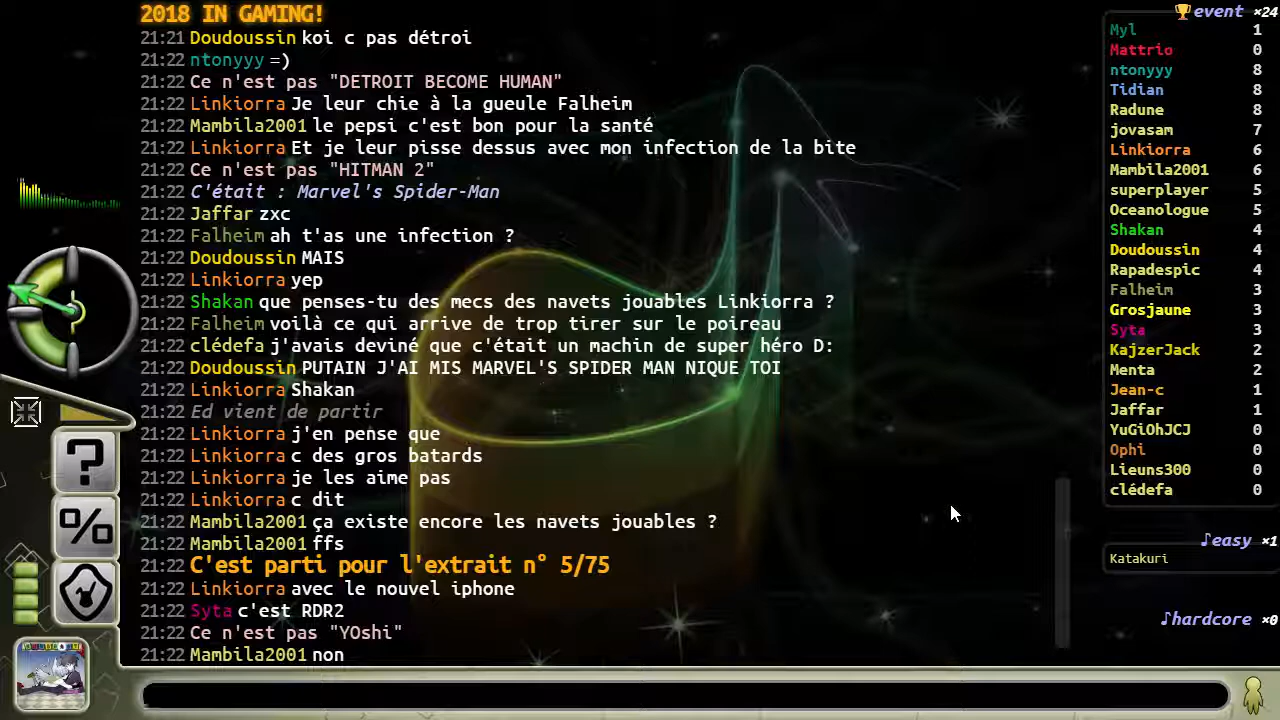 2018 IN GAMING!
21:21 Doudoussin koi c pas détroi
21:22 ntonyyy =)
21:22 Ce n'est pas "DETROIT BECOME HUMAN"
21:22 Linkiorra Je leur chie à la gueule Falheim
21:22 Mambila2001 le pepsi c'est bon pour la santé
21:22 Linkiorra Et je leur pisse dessus avec mon infection de la bite
21:22 Ce n'est pas "HITMAN 2"
21:22 C'était : Marvel's Spider-Man
21:22 Jaffar zxc
21:22 Falheim ah t'as une infection ?
21:22 Doudoussin MAIS
21:22 Linkiorra yep
21:22 Shakan que penses-tu des mecs des navets jouables Linkiorra ?
21:22 Falheim voilà ce qui arrive de trop tirer sur le poireau
21:22 clédefa j'avais deviné que c'était un machin de super héro D:
21:22 Doudoussin PUTAIN J'AI MIS MARVEL'S SPIDER MAN NIQUE TOI
21:22 Linkiorra Shakan
21:22 Ed vient de partir
21:22 Linkiorra j'en pense que
21:22 Linkiorra c des gros batards
21:22 Linkiorra je les aime pas
21:22 Linkiorra c dit
21:22 Mambila2001 ça existe encore les navets jouables ?
21:22 Mambila2001 ffs
21:22 C'est parti pour l'extrait n° 5/75
21:22 Linkiorra avec le nouvel iphone
21:22 Syta c'est RDR2
21:22 Ce n'est pas "YOshi"
21:22 Mambila2001 non
?
%
event ×24
Myl 1
Mattrio 0
ntonyyy 8
Tidian 8
Radune 8
jovasam 7
Linkiorra 6
Mambila2001 6
superplayer 5
Oceanologue 5
Shakan 4
Doudoussin 4
Rapadespic 4
Falheim 3
Grosjaune 3
Syta 3
KajzerJack 2
Menta 2
Jean-c 1
Jaffar 1
YuGiOhJCJ 0
Ophi 0
Lieuns300 0
clédefa 0
♪easy ×1
Katakuri
♪hardcore ×0